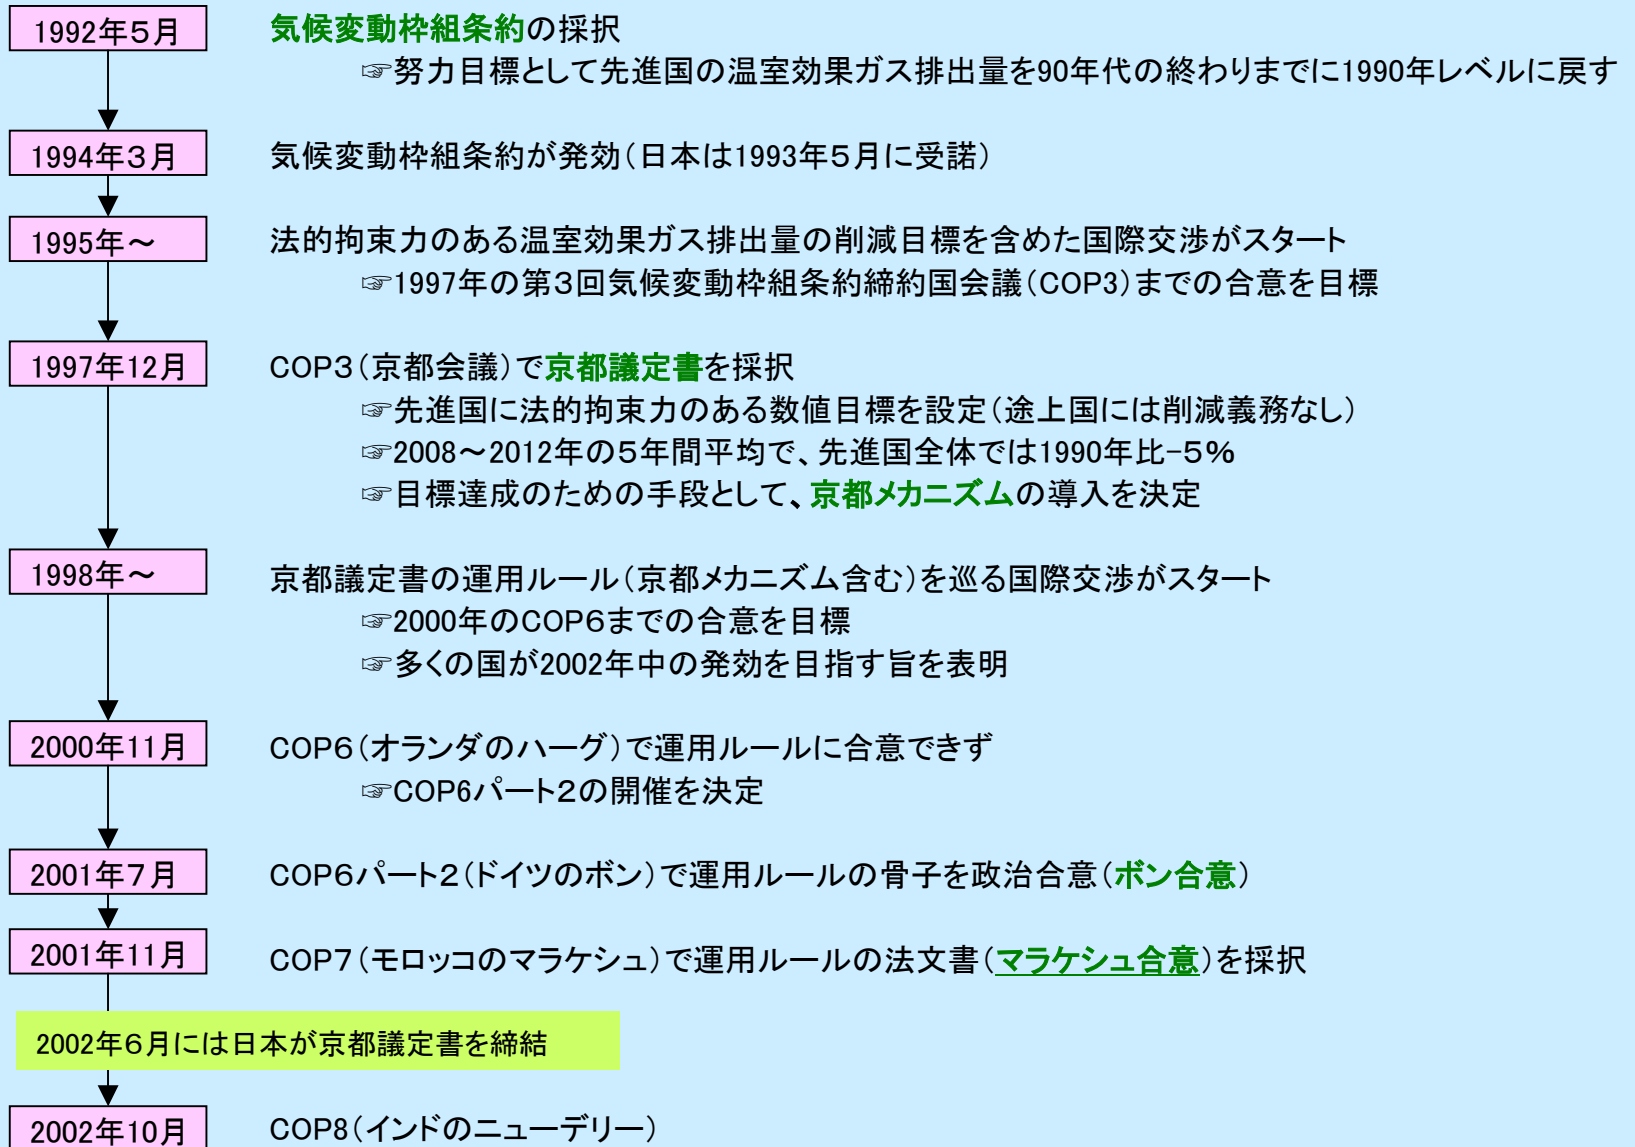 1992年５月
気候変動枠組条約の採択
☞努力目標として先進国の温室効果ガス排出量を90年代の終わりまでに1990年レベルに戻す
1994年３月
気候変動枠組条約が発効（日本は1993年５月に受諾）
1995年～
法的拘束力のある温室効果ガス排出量の削減目標を含めた国際交渉がスタート
☞1997年の第３回気候変動枠組条約締約国会議（COP3）までの合意を目標
1997年12月
COP３（京都会議）で京都議定書を採択
☞先進国に法的拘束力のある数値目標を設定（途上国には削減義務なし）
☞2008～2012年の５年間平均で、先進国全体では1990年比-５％
☞目標達成のための手段として、京都メカニズムの導入を決定
1998年～
京都議定書の運用ルール（京都メカニズム含む）を巡る国際交渉がスタート
☞2000年のCOP６までの合意を目標
☞多くの国が2002年中の発効を目指す旨を表明
2000年11月
COP６（オランダのハーグ）で運用ルールに合意できず
☞COP6パート２の開催を決定
2001年７月
COP６パート２（ドイツのボン）で運用ルールの骨子を政治合意（ボン合意）
2001年11月
COP７（モロッコのマラケシュ）で運用ルールの法文書（マラケシュ合意）を採択
2002年６月には日本が京都議定書を締結
2002年10月
COP8（インドのニューデリー）